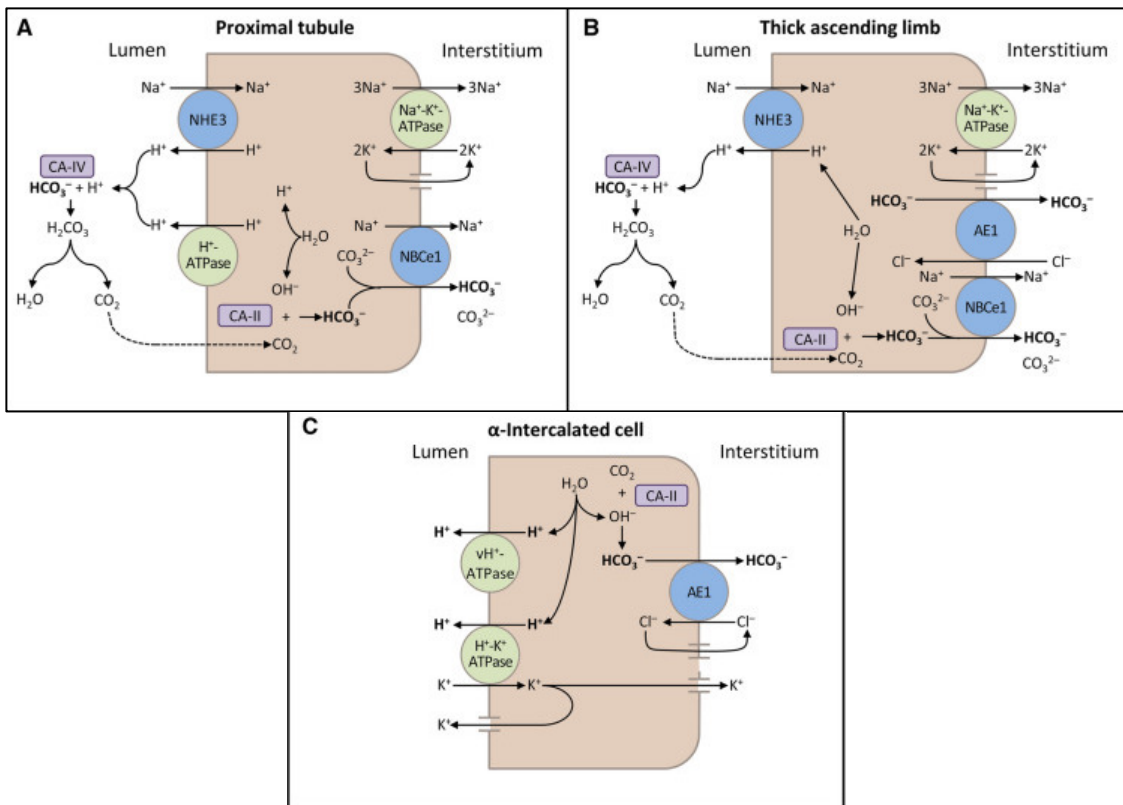 A
Proximal tubule
Lumen
Interstitium
Na⁺
Na⁺
3Na⁺
3Na⁺
NHE3
Na⁺-K⁺-
ATPase
H⁺
H⁺
2K⁺
2K⁺
CA-IV
HCO₃⁻ + H⁺
H₂CO₃
H₂O
CO₂
H⁺
H⁺
H⁺-
ATPase
H⁺
H₂O
OH⁻
Na⁺
Na⁺
NBCe1
CO₃²⁻
CA-II
+
HCO₃⁻
HCO₃⁻
CO₃²⁻
CO₂
B
Thick ascending limb
Lumen
Interstitium
Na⁺
Na⁺
3Na⁺
3Na⁺
NHE3
Na⁺-K⁺-
ATPase
H⁺
H⁺
2K⁺
2K⁺
CA-IV
HCO₃⁻ + H⁺
H₂CO₃
H₂O
CO₂
HCO₃⁻
HCO₃⁻
AE1
H₂O
Cl⁻
Cl⁻
Na⁺
Na⁺
OH⁻
CO₃²⁻
NBCe1
CA-II
+
HCO₃⁻
HCO₃⁻
CO₂
CO₃²⁻
C
α-Intercalated cell
Lumen
Interstitium
CO₂
H₂O
+
CA-II
OH⁻
H⁺
H⁺
vH⁺-
ATPase
HCO₃⁻
HCO₃⁻
AE1
H⁺
H⁺
Cl⁻
Cl⁻
H⁺-K⁺
ATPase
K⁺
K⁺
K⁺
K⁺